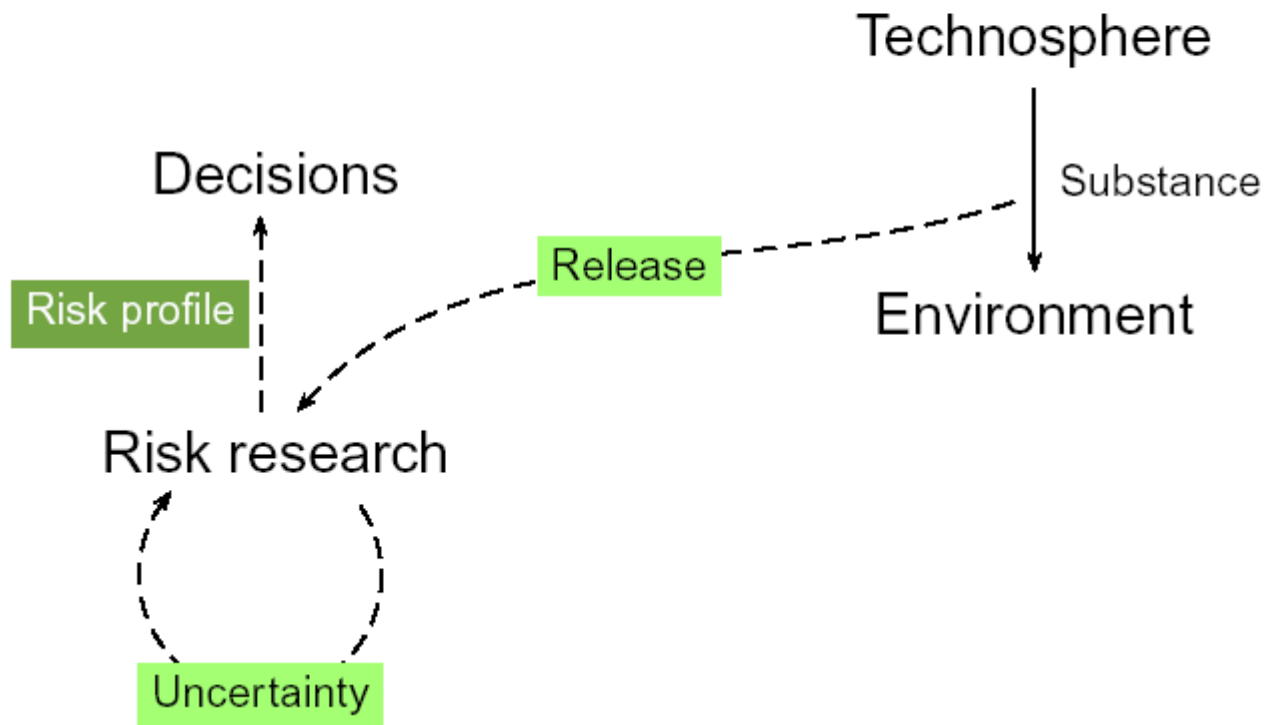 Technosphere
Decisions
Substance
Release
Risk profile
Environment
Risk research
Uncertainty